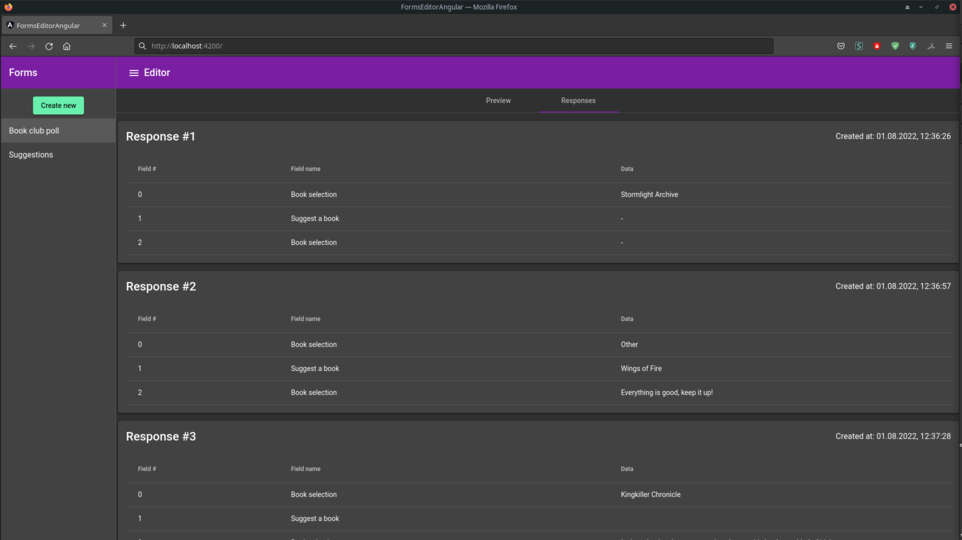 FormsEditorAngular — Mozilla Firefox
FormsEditorAngular
http://localhost:4200/
Forms
Editor
Create new
Book club poll
Suggestions
Preview Responses
Response #1 Created at: 01.08.2022, 12:36:26
Field # Field name Data
0 Book selection Stormlight Archive
1 Suggest a book -
2 Book selection -
Response #2 Created at: 01.08.2022, 12:36:57
Field # Field name Data
0 Book selection Other
1 Suggest a book Wings of Fire
2 Book selection Everything is good, keep it up!
Response #3 Created at: 01.08.2022, 12:37:28
Field # Field name Data
0 Book selection Kingkiller Chronicle
1 Suggest a book